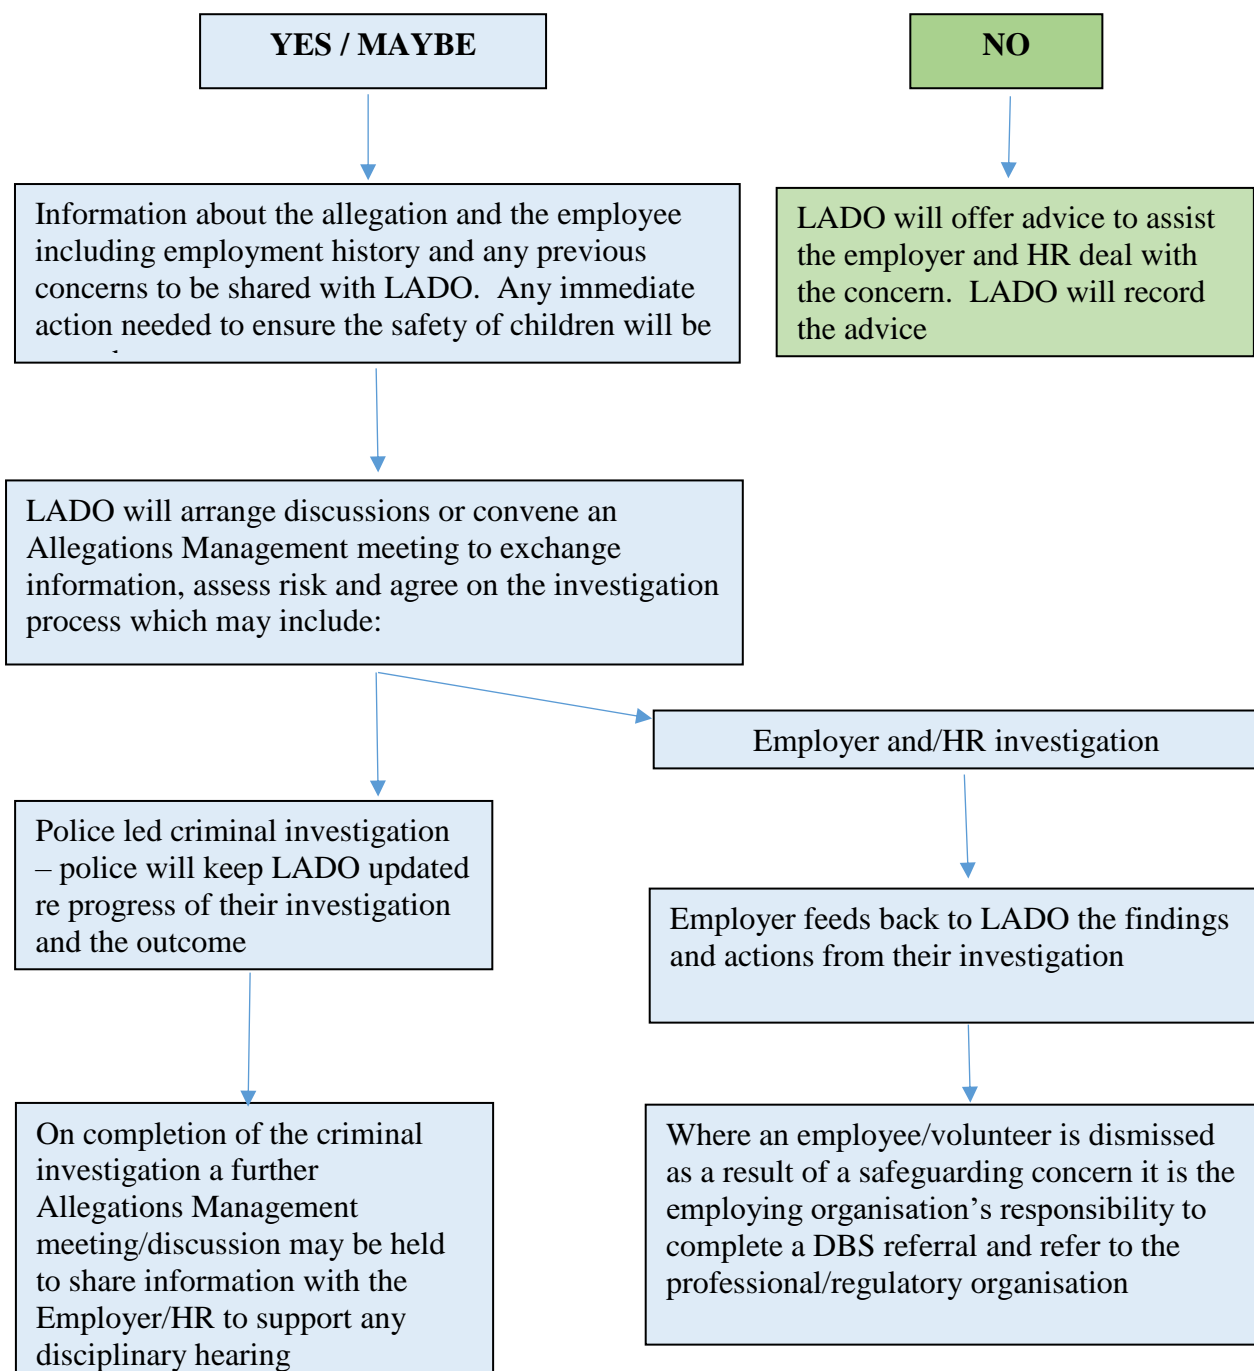 YES / MAYBE
NO
Information about the allegation and the employee
including employment history and any previous
concerns to be shared with LADO.  Any immediate
action needed to ensure the safety of children will be
LADO will offer advice to assist
the employer and HR deal with
the concern.  LADO will record
the advice
LADO will arrange discussions or convene an
Allegations Management meeting to exchange
information, assess risk and agree on the investigation
process which may include:
Employer and/HR investigation
Police led criminal investigation
– police will keep LADO updated
re progress of their investigation
and the outcome
Employer feeds back to LADO the findings
and actions from their investigation
On completion of the criminal
investigation a further
Allegations Management
meeting/discussion may be held
to share information with the
Employer/HR to support any
disciplinary hearing
Where an employee/volunteer is dismissed
as a result of a safeguarding concern it is the
employing organisation’s responsibility to
complete a DBS referral and refer to the
professional/regulatory organisation